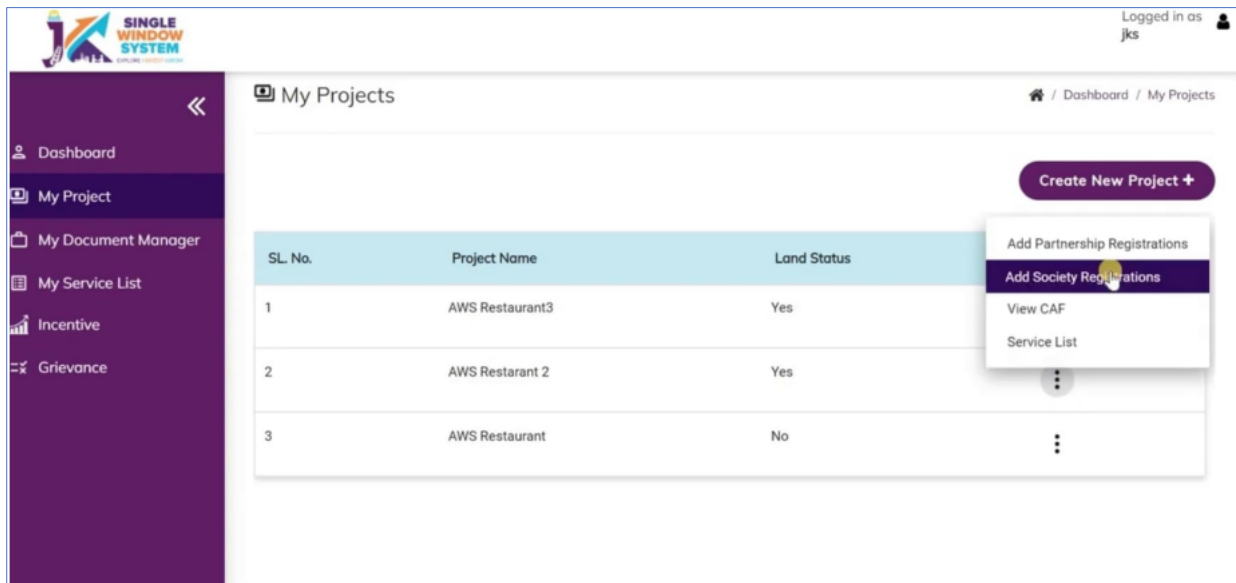 SINGLE
WINDOW
SYSTEM
Logged in as
jks
My Projects
/ Dashboard / My Projects
Dashboard
My Project
My Document Manager
My Service List
Incentive
Grievance
Create New Project +
SL. No. Project Name Land Status
1 AWS Restaurant3 Yes
2 AWS Restarant 2 Yes
3 AWS Restaurant No
Add Partnership Registrations
Add Society Registrations
View CAF
Service List